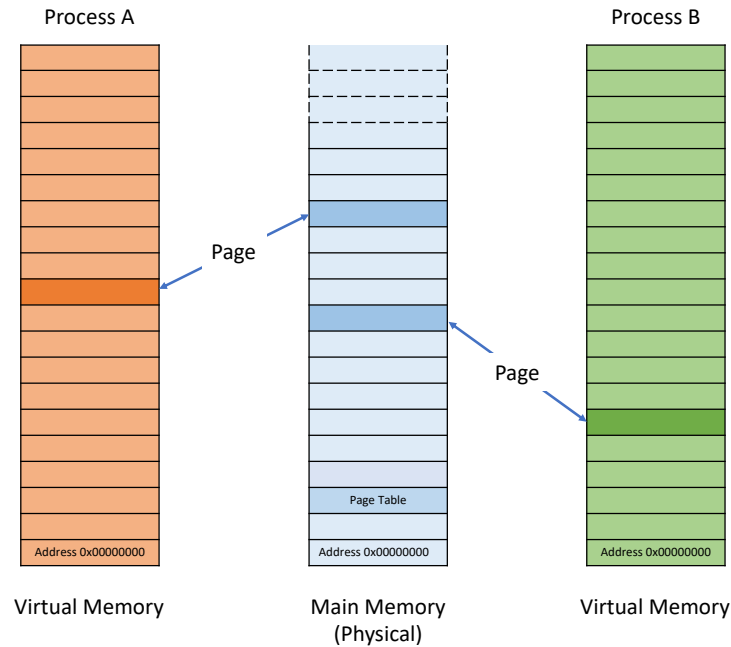 Process A
Process B
Page
Page
Page Table
Address 0x00000000
Address 0x00000000
Address 0x00000000
Virtual Memory
Main Memory
(Physical)
Virtual Memory